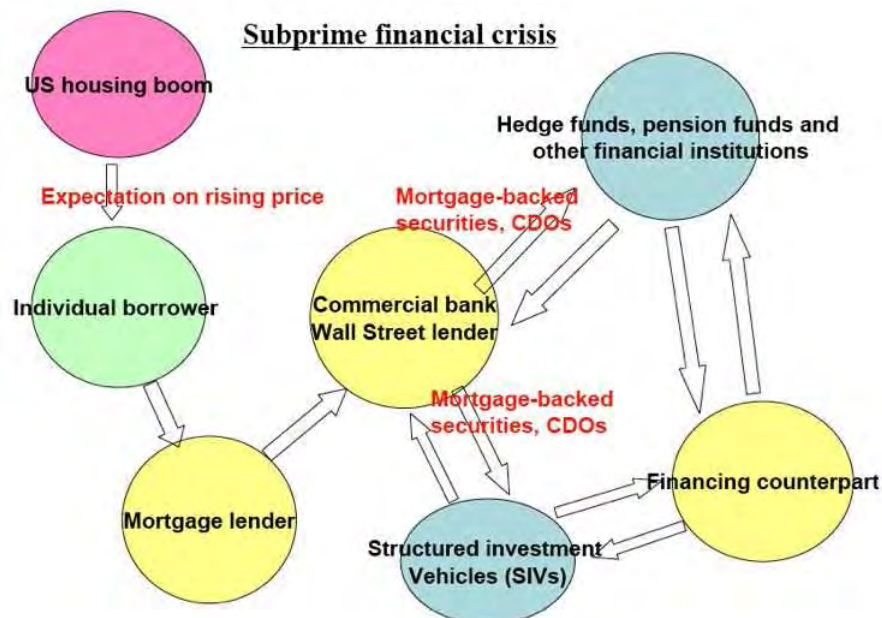 Subprime financial crisis
US housing boom
Expectation on rising price
Individual borrower
Mortgage lender
Commercial bank
Wall Street lender
Mortgage-backed
securities, CDOs
Hedge funds, pension funds and
other financial institutions
Mortgage-backed
securities, CDOs
Structured investment
Vehicles (SIVs)
Financing counterpart